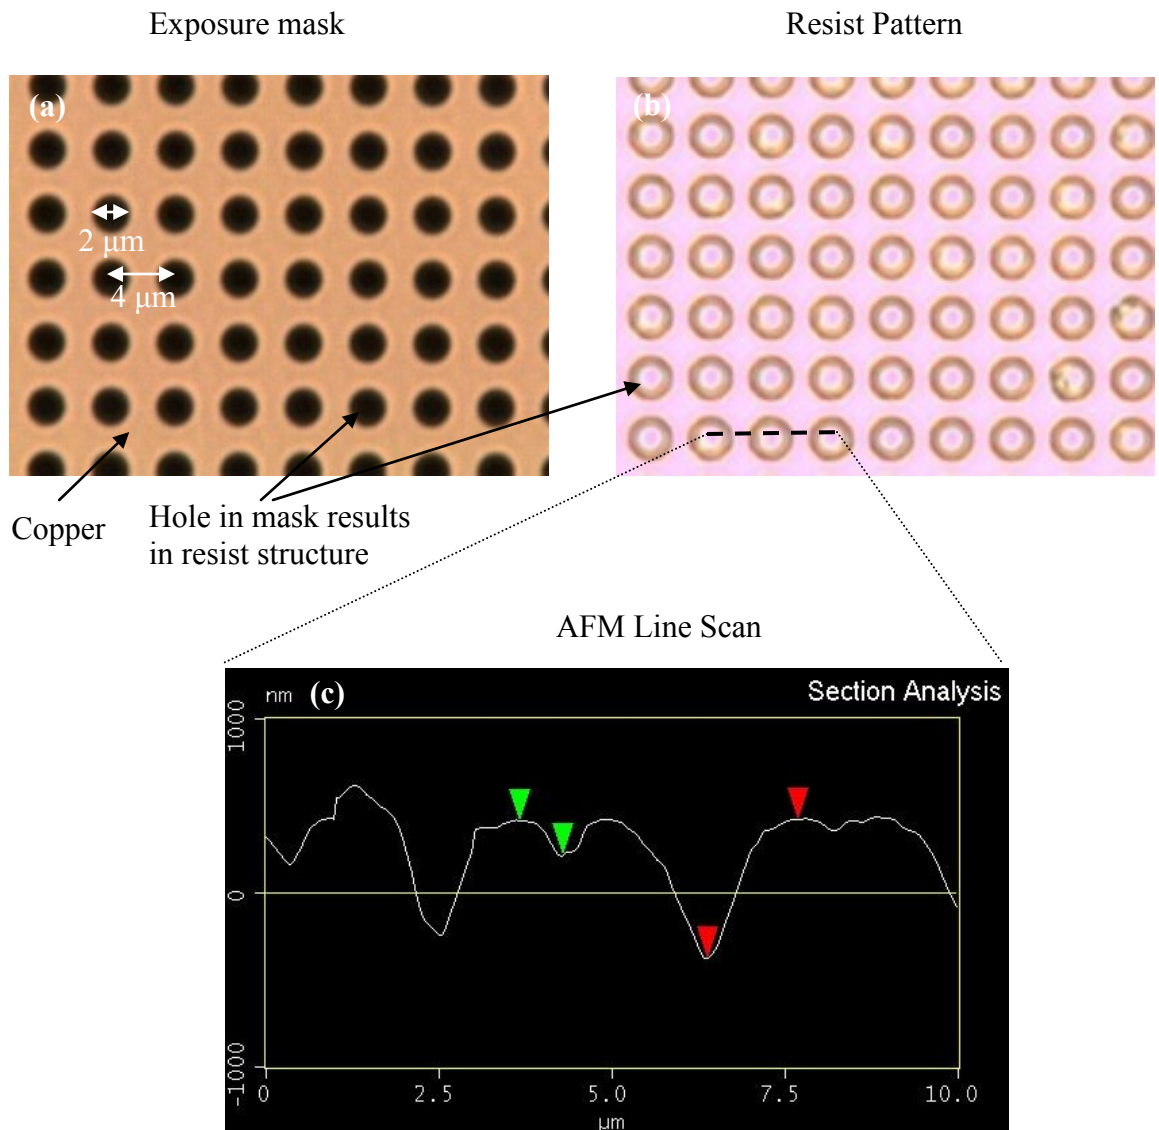 Exposure mask
Resist Pattern
(a)
(b)
2 μm
4 μm
Copper
Hole in mask results
in resist structure
AFM Line Scan
nm
(c)
Section Analysis
1000
0
-1000
0
2.5
5.0
7.5
10.0
μm